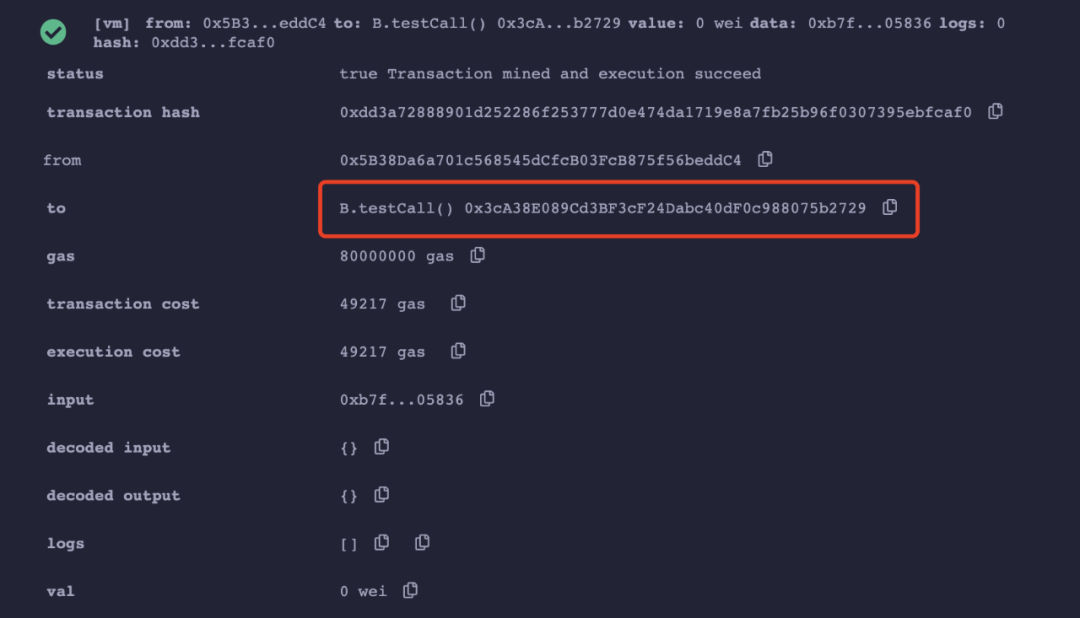 [vm] from: 0x5B3...eddC4 to: B.testCall() 0x3cA...b2729 value: 0 wei data: 0xb7f...05836 logs: 0
hash: 0xdd3...fcaf0
status true Transaction mined and execution succeed
transaction hash 0xdd3a72888901d252286f253777d0e474da1719e8a7fb25b96f0307395ebfcaf0
from 0x5B38Da6a701c568545dCfcB03FcB875f56beddC4
to B.testCall() 0x3cA38E089Cd3BF3cF24Dabc40dF0c988075b2729
gas 80000000 gas
transaction cost 49217 gas
execution cost 49217 gas
input 0xb7f...05836
decoded input {}
decoded output {}
logs []
val 0 wei